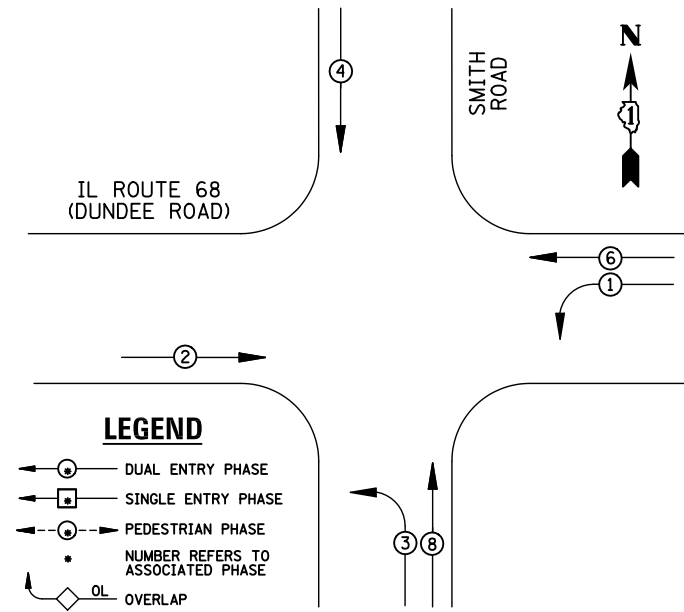 4
SMITH
ROAD
N
1
IL ROUTE 68
(DUNDEE ROAD)
6
1
2
LEGEND
* DUAL ENTRY PHASE
* SINGLE ENTRY PHASE
* PEDESTRIAN PHASE
* NUMBER REFERS TO
ASSOCIATED PHASE
OL OVERLAP
3
8